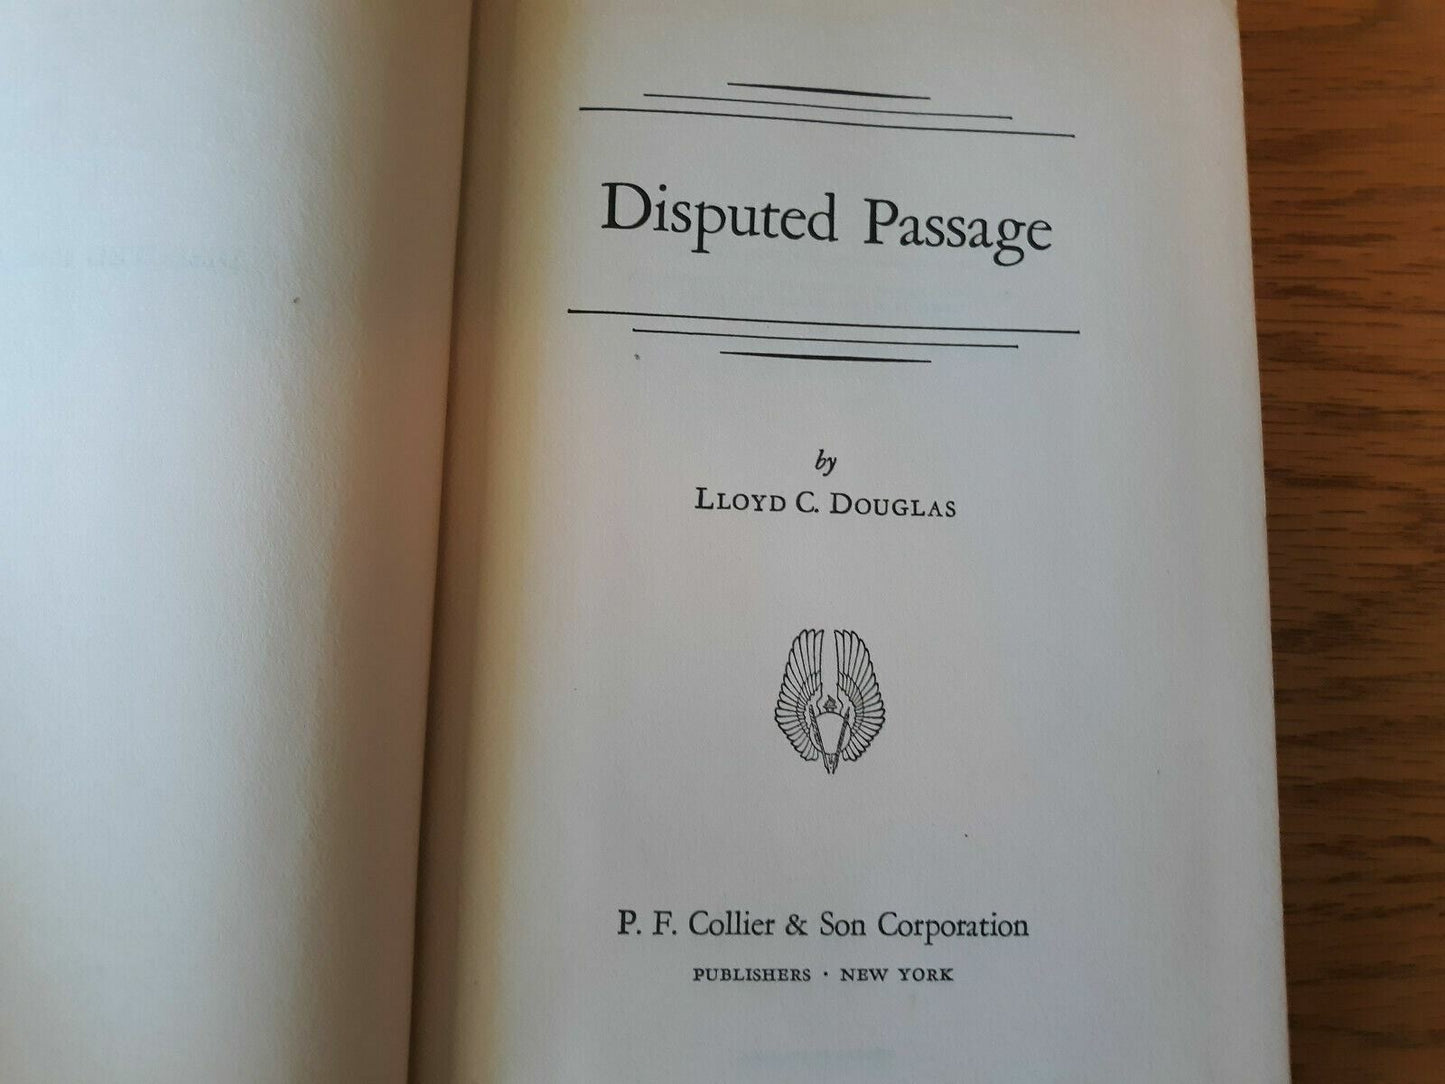 Disputed Passage
by
LLOYD C. DOUGLAS
P. F. Collier & Son Corporation
PUBLISHERS · NEW YORK